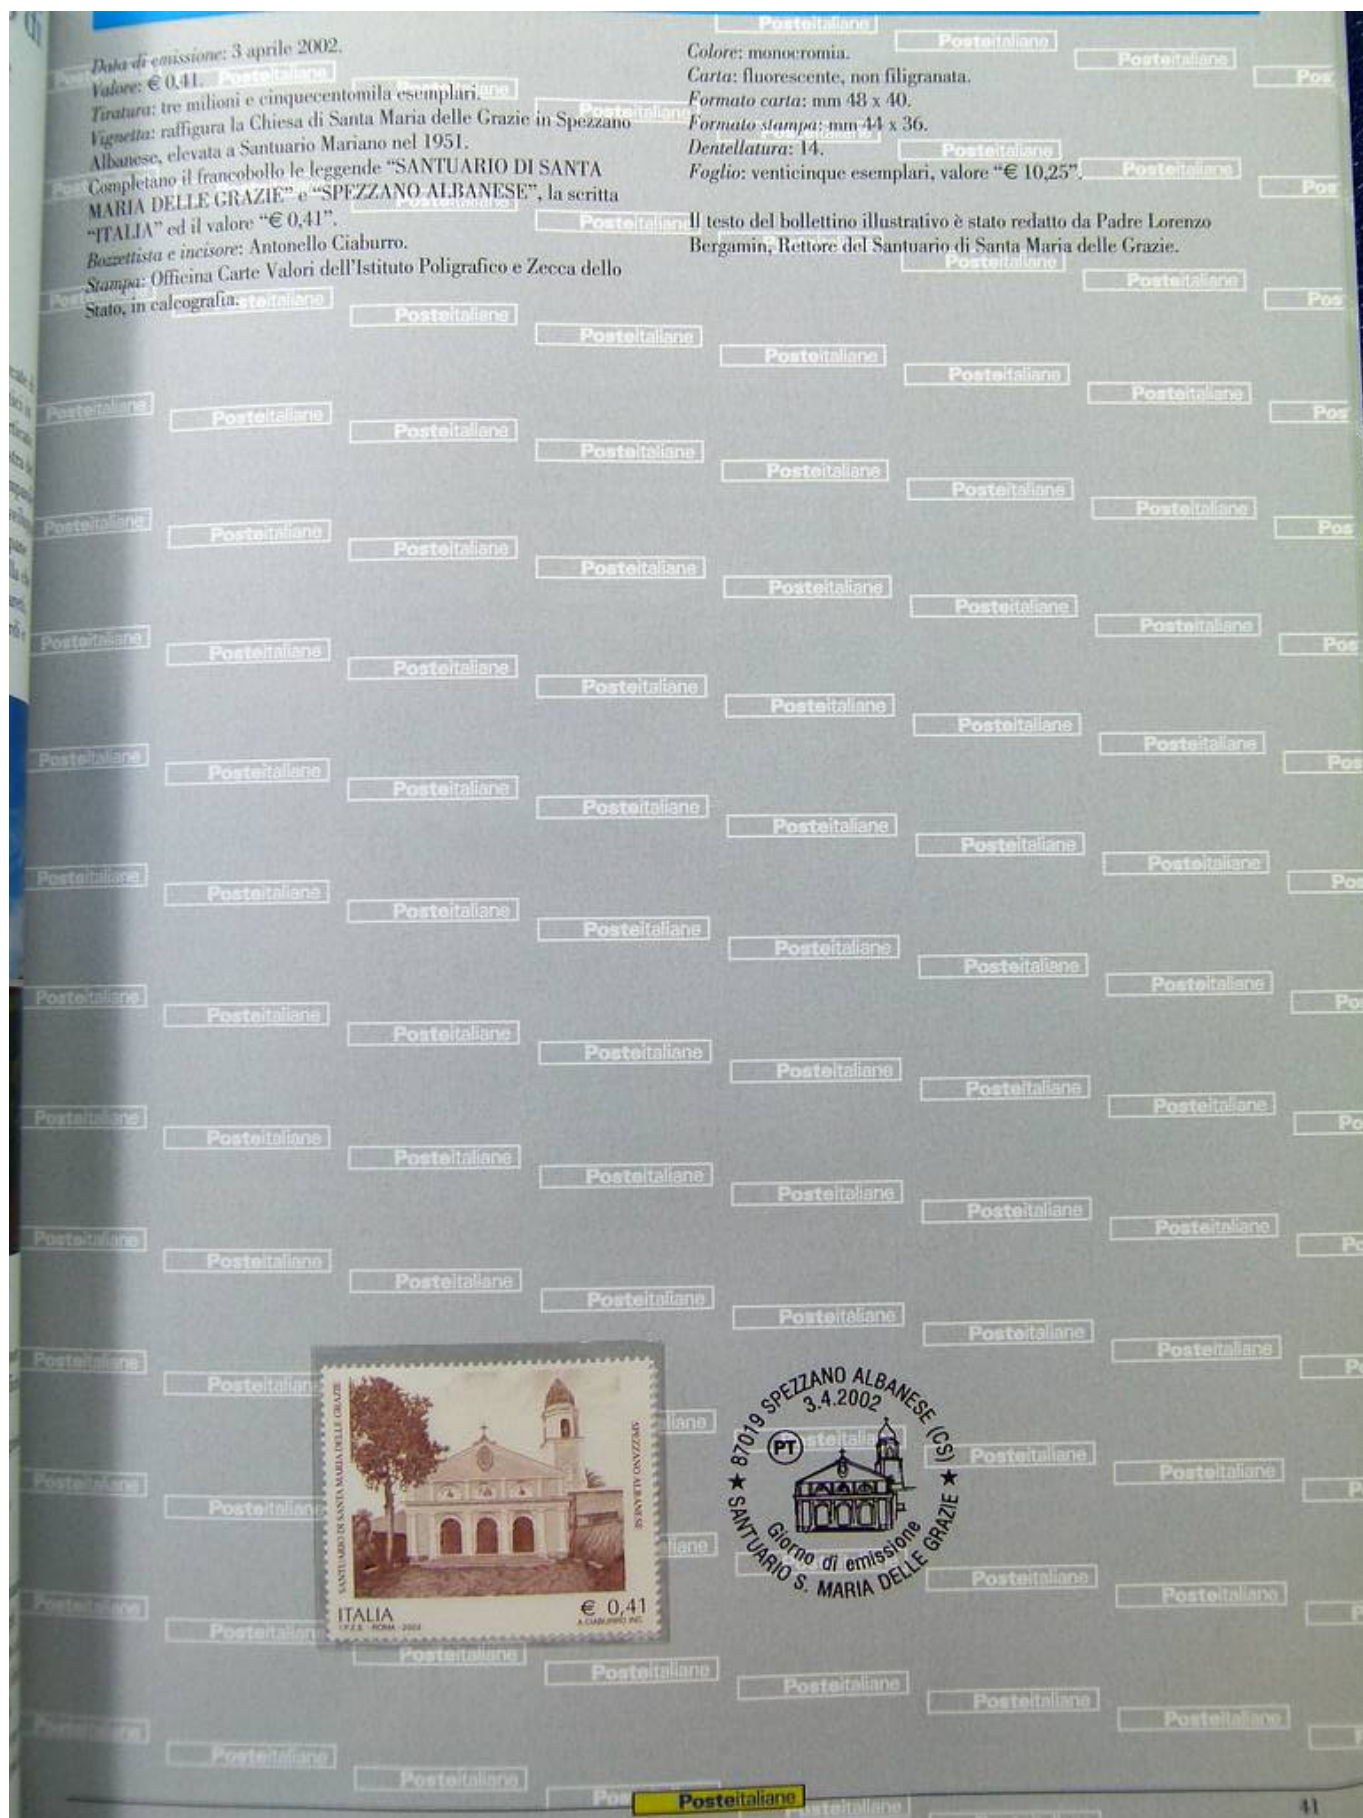 Data di emissione: 3 aprile 2002.
Valore: € 0,41.
Tiratura: tre milioni e cinquecentomila esemplari.
Vignetta: raffigura la Chiesa di Santa Maria delle Grazie in Spezzano
Albanese, elevata a Santuario Mariano nel 1951.
Completano il francobollo le leggende “SANTUARIO DI SANTA
MARIA DELLE GRAZIE” e “SPEZZANO ALBANESE”, la scritta
“ITALIA” ed il valore “€ 0,41”.
Bozzettista e incisore: Antonello Ciaburro.
Stampa: Officina Carte Valori dell'Istituto Poligrafico e Zecca dello
Stato, in calcografia.
Colore: monocromia.
Carta: fluorescente, non filigranata.
Formato carta: mm 48 x 40.
Formato stampa: mm 44 x 36.
Dentellatura: 14.
Foglio: venticinque esemplari, valore “€ 10,25”.
Il testo del bollettino illustrativo è stato redatto da Padre Lorenzo
Bergamin, Rettore del Santuario di Santa Maria delle Grazie.
SANTUARIO DI SANTA MARIA DELLE GRAZIE
SPEZZANO ALBANESE
ITALIA
€ 0,41
I.P.Z.S. - ROMA - 2002
A. CIABURRO INC.
87019 SPEZZANO ALBANESE (CS)
3.4.2002
PT
Giorno di emissione
★ SANTUARIO S. MARIA DELLE GRAZIE ★
Posteitaliane
41